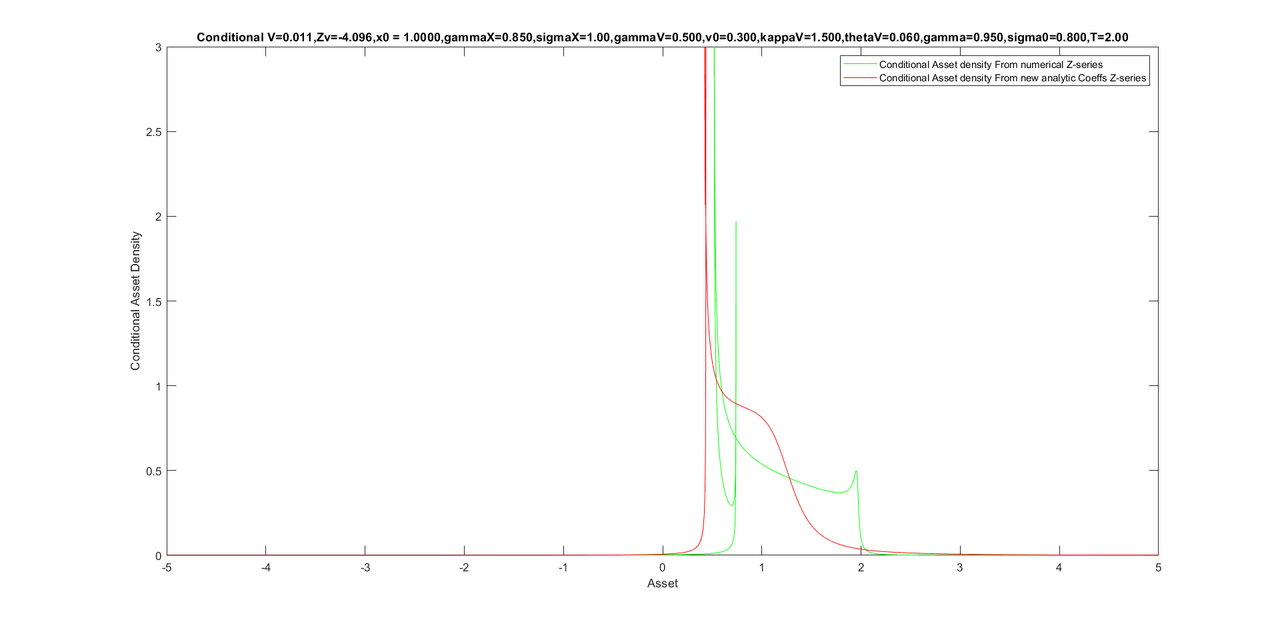 Conditional V=0.011,Zv=-4.096,x0 = 1.0000,gammaX=0.850,sigmaX=1.00,gammaV=0.500,v0=0.300,kappaV=1.500,thetaV=0.060,gamma=0.950,sigma0=0.800,T=2.00
Conditional Asset density From numerical Z-series
Conditional Asset density From new analytic Coeffs Z-series
3
2.5
2
1.5
1
0.5
0
Conditional Asset Density
-5 -4 -3 -2 -1 0 1 2 3 4 5
Asset